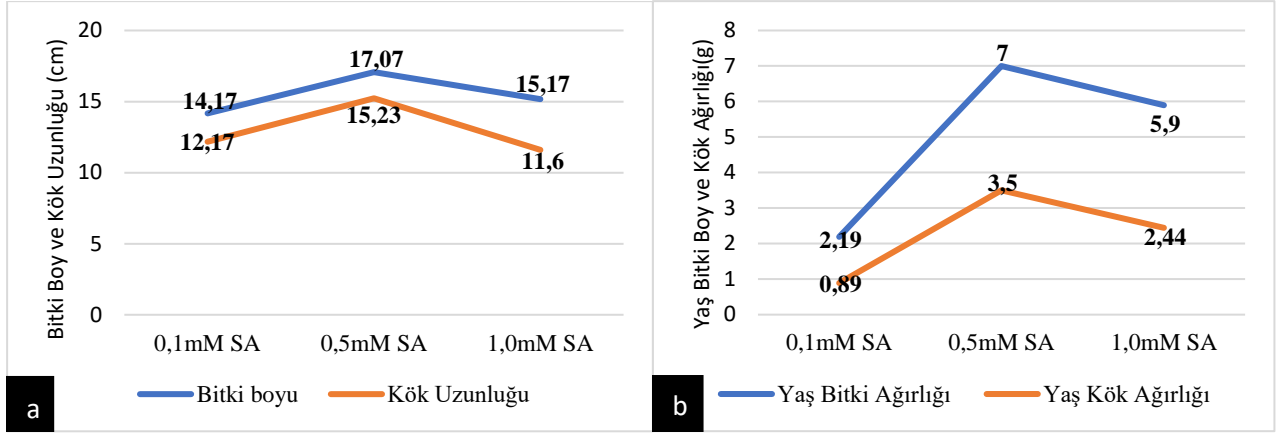 Bitki Boy ve Kök Uzunluğu (cm)
20
15
10
5
0
14,17
17,07
15,17
12,17
15,23
11,6
0,1mM SA
0,5mM SA
1,0mM SA
Bitki boyu
Kök Uzunluğu
a
Yaş Bitki Boy ve Kök Ağırlığı(g)
8
7
6
5
4
3
2
1
0
2,19
7
5,9
0,89
3,5
2,44
0,1mM SA
0,5mM SA
1,0mM SA
Yaş Bitki Ağırlığı
Yaş Kök Ağırlığı
b